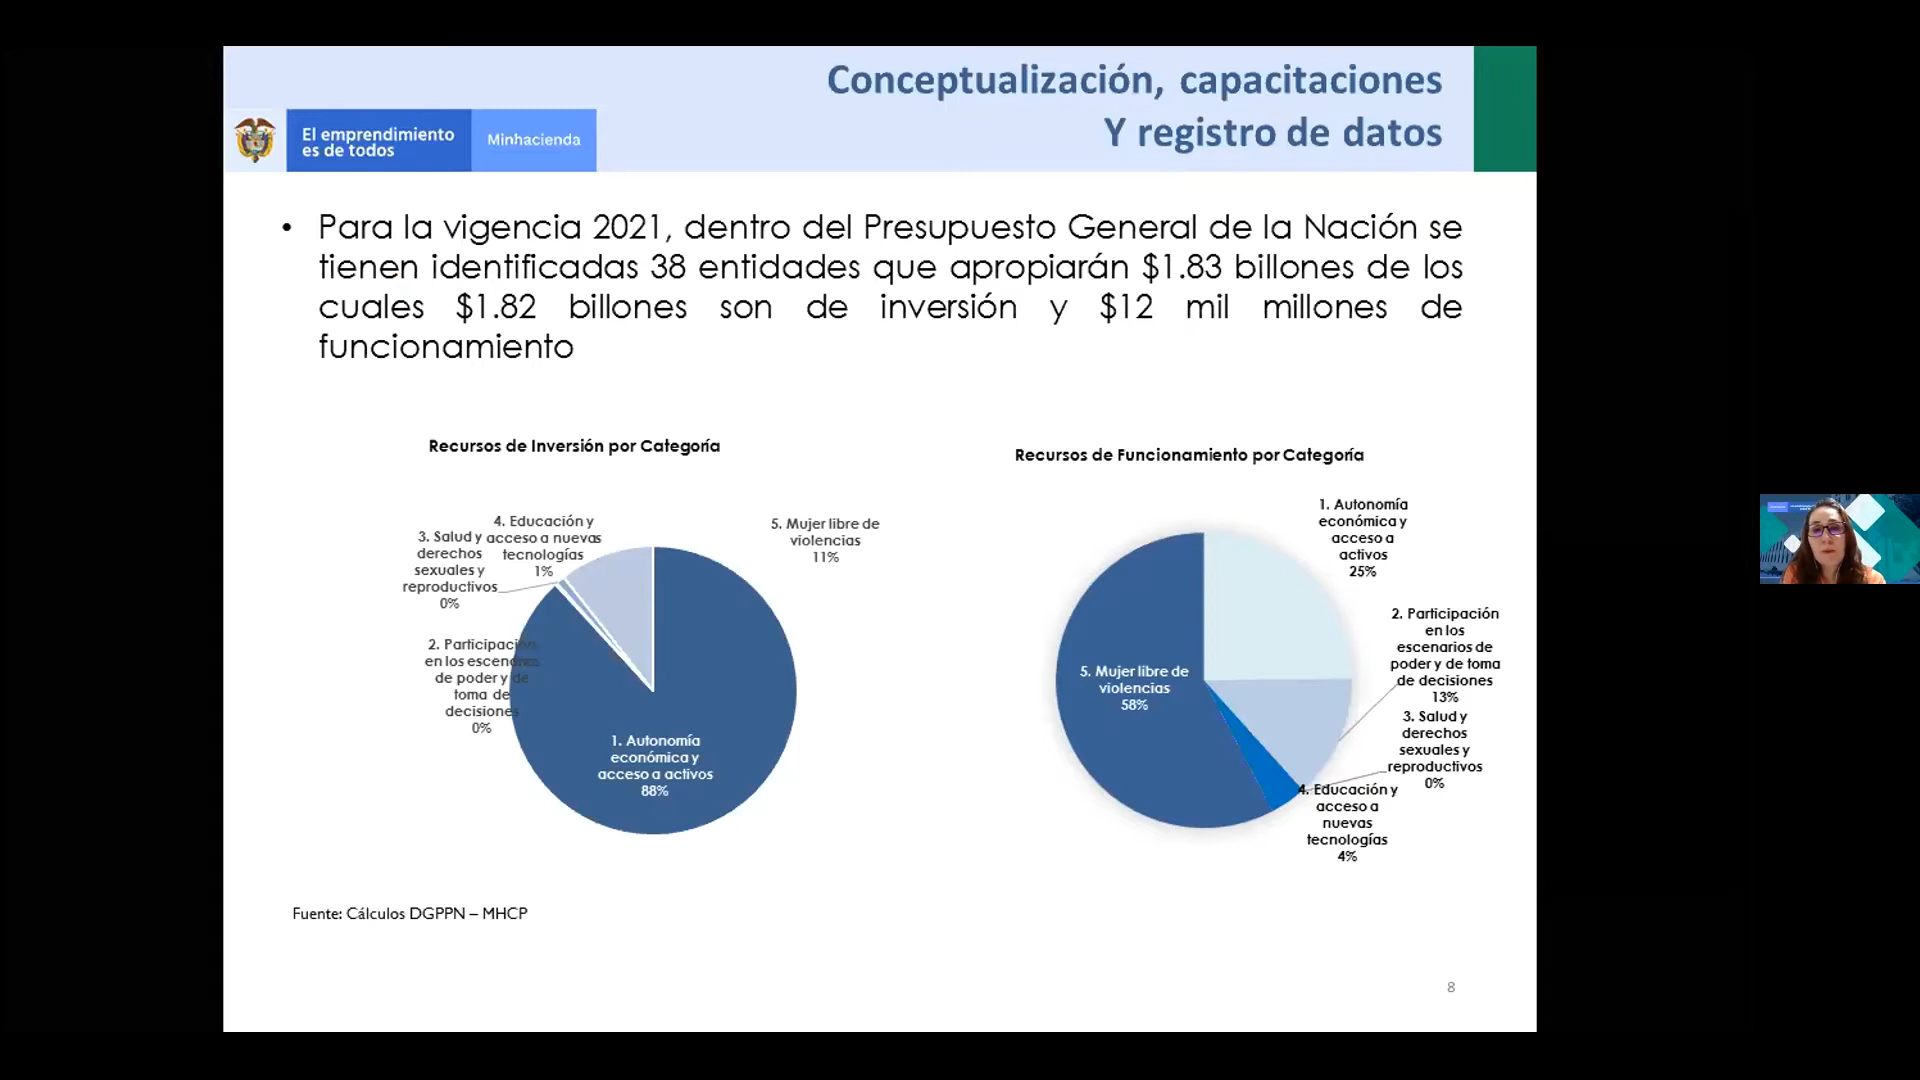 Conceptualización, capacitaciones
Y registro de datos
El emprendimiento
es de todos
Minhacienda
• Para la vigencia 2021, dentro del Presupuesto General de la Nación se
tienen identificadas 38 entidades que apropiarán $1.83 billones de los
cuales $1.82 billones son de inversión y $12 mil millones de
funcionamiento
Recursos de Inversión por Categoría
4. Educación y
acceso a nuevas
tecnologías
1%
3. Salud y
derechos
sexuales y
reproductivos
0%
2. Participación
en los escenarios
de poder y de
toma de
decisiones
0%
5. Mujer libre de
violencias
11%
1. Autonomía
económica y
acceso a activos
88%
Recursos de Funcionamiento por Categoría
1. Autonomía
económica y
acceso a
activos
25%
2. Participación
en los
escenarios de
poder y de toma
de decisiones
13%
3. Salud y
derechos
sexuales y
reproductivos
0%
4. Educación y
acceso a
nuevas
tecnologías
4%
5. Mujer libre de
violencias
58%
Fuente: Cálculos DGPPN – MHCP
8